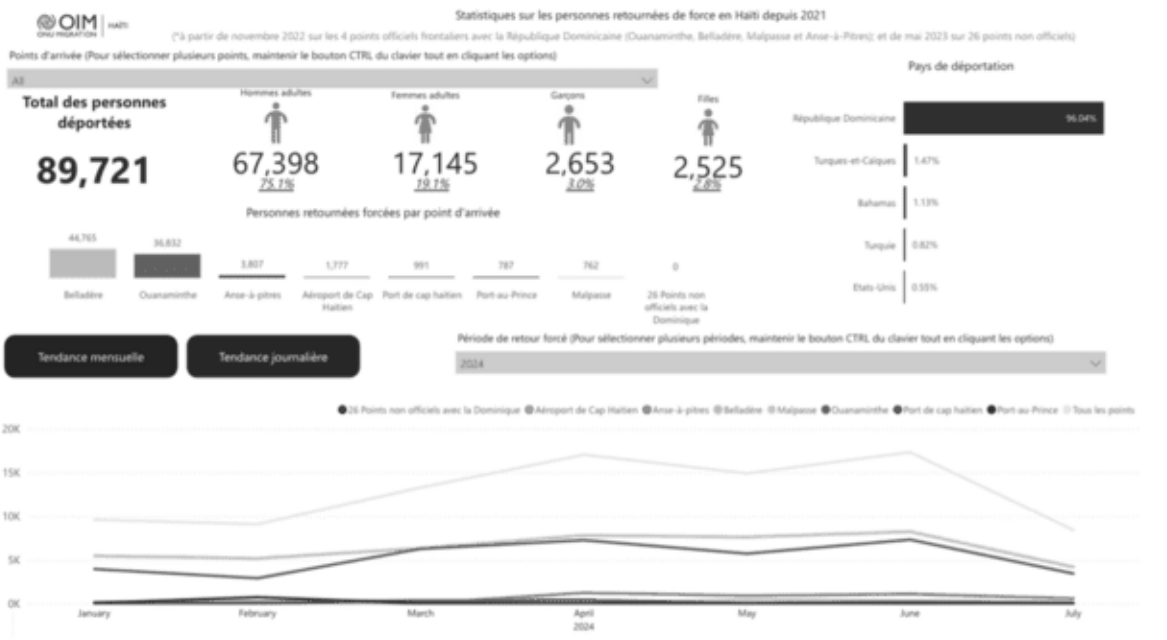 OIM
ONU MIGRATION
HAÏTI
Statistiques sur les personnes retournées de force en Haïti depuis 2021
(*à partir de novembre 2022 sur les 4 points officiels frontaliers avec la République Dominicaine (Ouanaminthe, Belladère, Malpasse et Anse-à-Pitres); et de mai 2023 sur 26 points non officiels)
Points d'arrivée (Pour sélectionner plusieurs points, maintenir le bouton CTRL du clavier tout en cliquant les options)
All
Total des personnes
déportées
89,721
Hommes adultes
67,398
75.1%
Femmes adultes
17,145
19.1%
Garçons
2,653
3.0%
Filles
2,525
2.8%
Pays de déportation
République Dominicaine 96.04%
Turques-et-Caïques 1.47%
Bahamas 1.13%
Turquie 0.82%
Etats-Unis 0.55%
Personnes retournées forcées par point d'arrivée
44,765 36,832 3,807 1,777 991 787 762 0
Belladère Ouanaminthe Anse-à-pitres Aéroport de Cap Port de cap haïtien Port-au-Prince Malpasse 26 Points non
Haïtien officiels avec la
Dominique
Tendance mensuelle
Tendance journalière
Période de retour forcé (Pour sélectionner plusieurs périodes, maintenir le bouton CTRL du clavier tout en cliquant les options)
2024
26 Points non officiels avec la Dominique Aéroport de Cap Haïtien Anse-à-pitres Belladère Malpasse Ouanaminthe Port de cap haïtien Port-au-Prince Tous les points
20K
15K
10K
5K
0K
January February March April May June July
2024